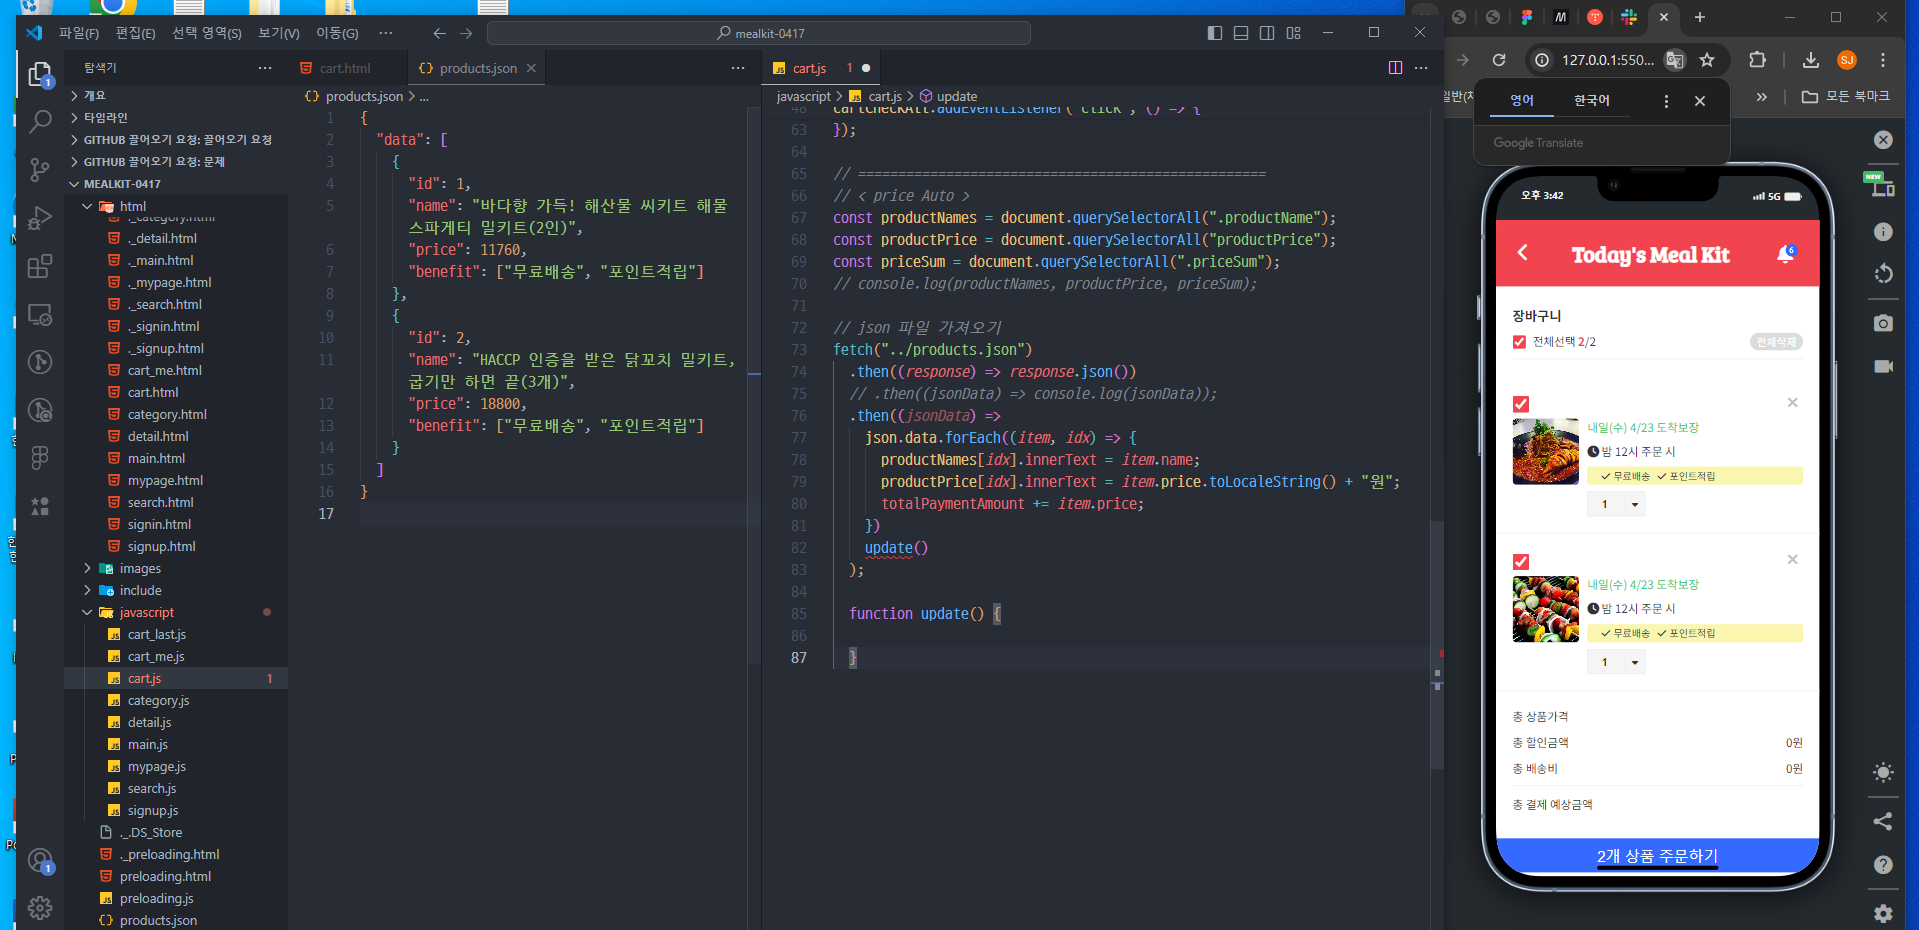 파일(F) 편집(E) 선택 영역(S) 보기(V) 이동(G) ··· mealkit-0417
탐색기 ···
개요
타임라인
GITHUB 끌어오기 요청: 끌어오기 요청
GITHUB 끌어오기 요청: 문제
MEALKIT-0417
html
._category.html
._detail.html
._main.html
._mypage.html
._search.html
._signin.html
._signup.html
cart_me.html
cart.html
category.html
detail.html
main.html
mypage.html
search.html
signin.html
signup.html
images
include
javascript
cart_last.js
cart_me.js
cart.js 1
category.js
detail.js
main.js
mypage.js
search.js
signup.js
._.DS_Store
._preloading.html
preloading.html
preloading.js
products.json
cart.html
products.json
products.json > ...
1 {
2 "data": [
3 {
4 "id": 1,
5 "name": "바다향 가득! 해산물 씨키트 해물
스파게티 밀키트(2인)",
6 "price": 11760,
7 "benefit": ["무료배송", "포인트적립"]
8 },
9 {
10 "id": 2,
11 "name": "HACCP 인증을 받은 닭꼬치 밀키트,
굽기만 하면 끝(3개)",
12 "price": 18800,
13 "benefit": ["무료배송", "포인트적립"]
14 }
15 ]
16 }
17
cart.js 1
javascript > cart.js > update
48 cartCheckAll.addEventListener("click", () => {
63 });
64
65 // ===================================================
66 // < price Auto >
67 const productNames = document.querySelectorAll(".productName");
68 const productPrice = document.querySelectorAll("productPrice");
69 const priceSum = document.querySelectorAll(".priceSum");
70 // console.log(productNames, productPrice, priceSum);
71
72 // json 파일 가져오기
73 fetch("../products.json")
74 .then((response) => response.json())
75 // .then((jsonData) => console.log(jsonData));
76 .then((jsonData) =>
77 json.data.forEach((item, idx) => {
78 productNames[idx].innerText = item.name;
79 productPrice[idx].innerText = item.price.toLocaleString() + "원";
80 totalPaymentAmount += item.price;
81 })
82 update()
83 );
84
85 function update() {
86
87 }
127.0.0.1:550...
SJ
모든 북마크
영어 한국어
Google Translate
NEW
오후 3:42 5G
Today's Meal Kit 6
장바구니
전체선택 2/2 전체삭제
내일(수) 4/23 도착보장
밤 12시 주문 시
무료배송 포인트적립
1
내일(수) 4/23 도착보장
밤 12시 주문 시
무료배송 포인트적립
1
총 상품가격
총 할인금액 0원
총 배송비 0원
총 결제 예상금액
2개 상품 주문하기